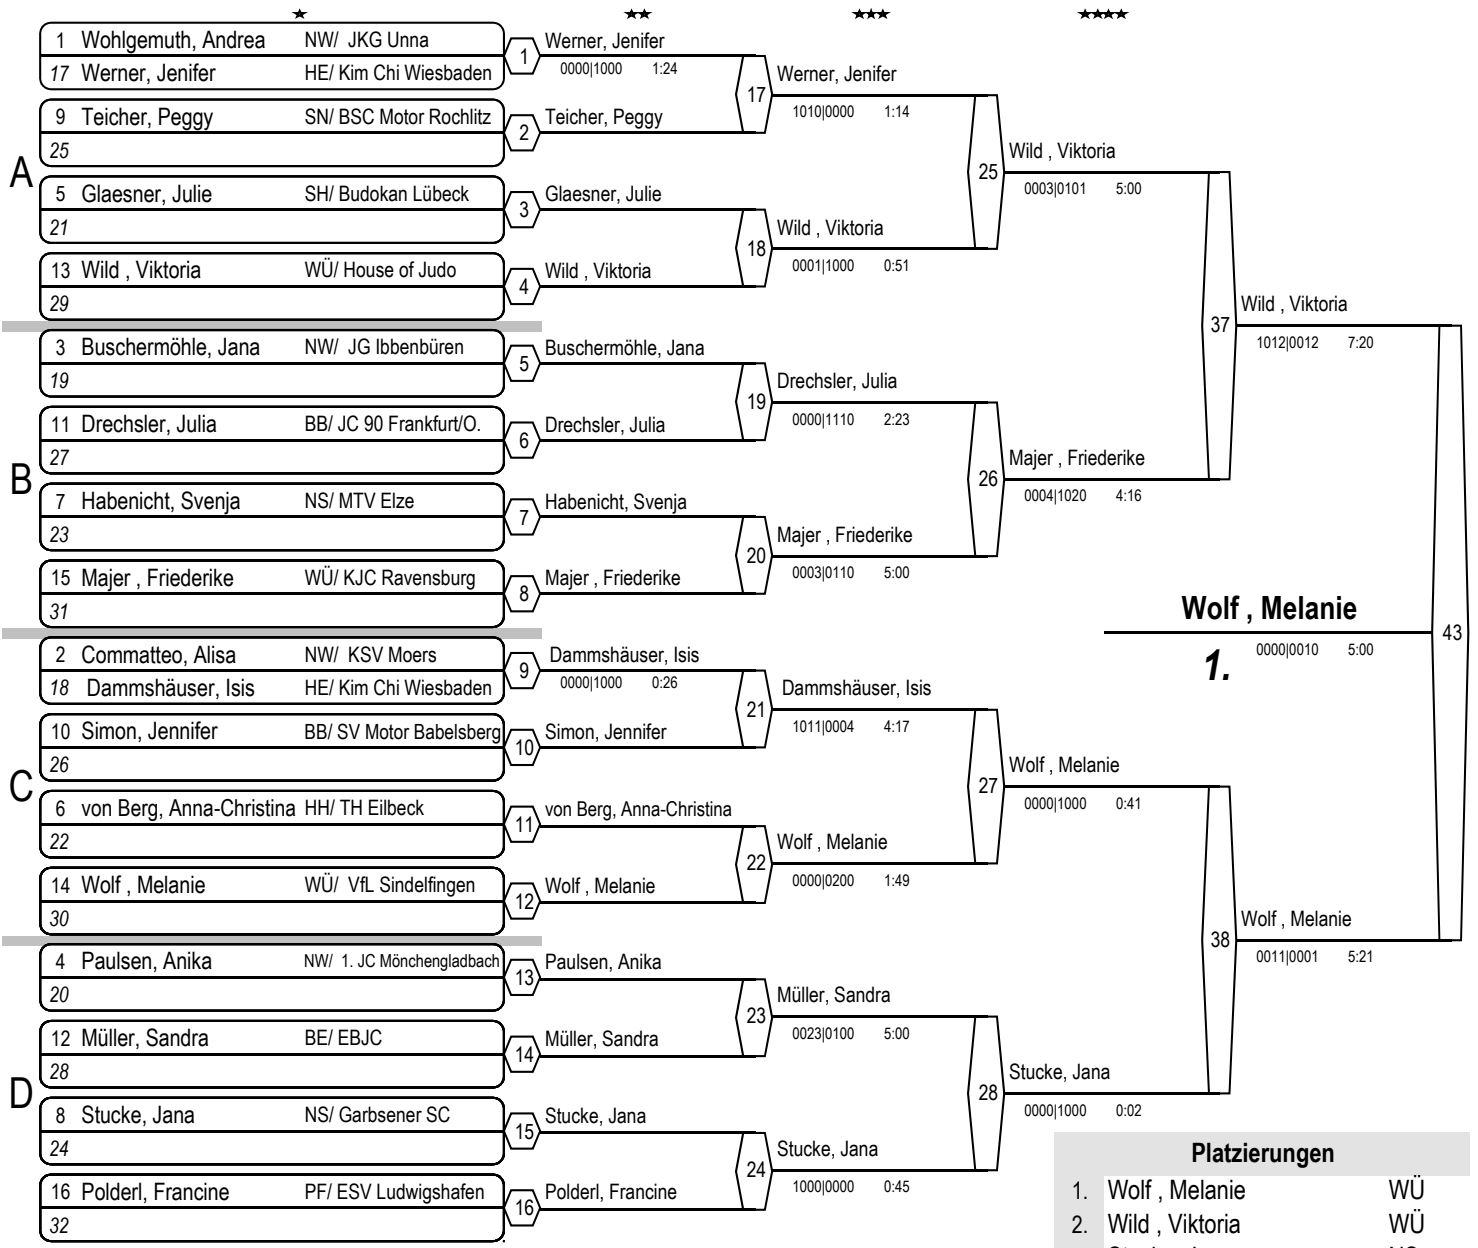 ★ ★★ ★★★ ★★★★
A
1 Wohlgemuth, Andrea NW/ JKG Unna
17 Werner, Jenifer HE/ Kim Chi Wiesbaden
9 Teicher, Peggy SN/ BSC Motor Rochlitz
25
5 Glaesner, Julie SH/ Budokan Lübeck
21
13 Wild , Viktoria WÜ/ House of Judo
29
B
3 Buschermöhle, Jana NW/ JG Ibbenbüren
19
11 Drechsler, Julia BB/ JC 90 Frankfurt/O.
27
7 Habenicht, Svenja NS/ MTV Elze
23
15 Majer , Friederike WÜ/ KJC Ravensburg
31
C
2 Commatteo, Alisa NW/ KSV Moers
18 Dammshäuser, Isis HE/ Kim Chi Wiesbaden
10 Simon, Jennifer BB/ SV Motor Babelsberg
26
6 von Berg, Anna-Christina HH/ TH Eilbeck
22
14 Wolf , Melanie WÜ/ VfL Sindelfingen
30
D
4 Paulsen, Anika NW/ 1. JC Mönchengladbach
20
12 Müller, Sandra BE/ EBJC
28
8 Stucke, Jana NS/ Garbsener SC
24
16 Polderl, Francine PF/ ESV Ludwigshafen
32
1 Werner, Jenifer
0000|1000 1:24
2 Teicher, Peggy
3 Glaesner, Julie
4 Wild , Viktoria
5 Buschermöhle, Jana
6 Drechsler, Julia
7 Habenicht, Svenja
8 Majer , Friederike
9 Dammshäuser, Isis
0000|1000 0:26
10 Simon, Jennifer
11 von Berg, Anna-Christina
12 Wolf , Melanie
13 Paulsen, Anika
14 Müller, Sandra
15 Stucke, Jana
16 Polderl, Francine
17 Werner, Jenifer
1010|0000 1:14
18 Wild , Viktoria
0001|1000 0:51
19 Drechsler, Julia
0000|1110 2:23
20 Majer , Friederike
0003|0110 5:00
21 Dammshäuser, Isis
1011|0004 4:17
22 Wolf , Melanie
0000|0200 1:49
23 Müller, Sandra
0023|0100 5:00
24 Stucke, Jana
1000|0000 0:45
25 Wild , Viktoria
0003|0101 5:00
26 Majer , Friederike
0004|1020 4:16
27 Wolf , Melanie
0000|1000 0:41
28 Stucke, Jana
0000|1000 0:02
37 Wild , Viktoria
1012|0012 7:20
38 Wolf , Melanie
0011|0001 5:21
43 Wolf , Melanie
1. 0000|0010 5:00
Platzierungen
1. Wolf , Melanie WÜ
2. Wild , Viktoria WÜ